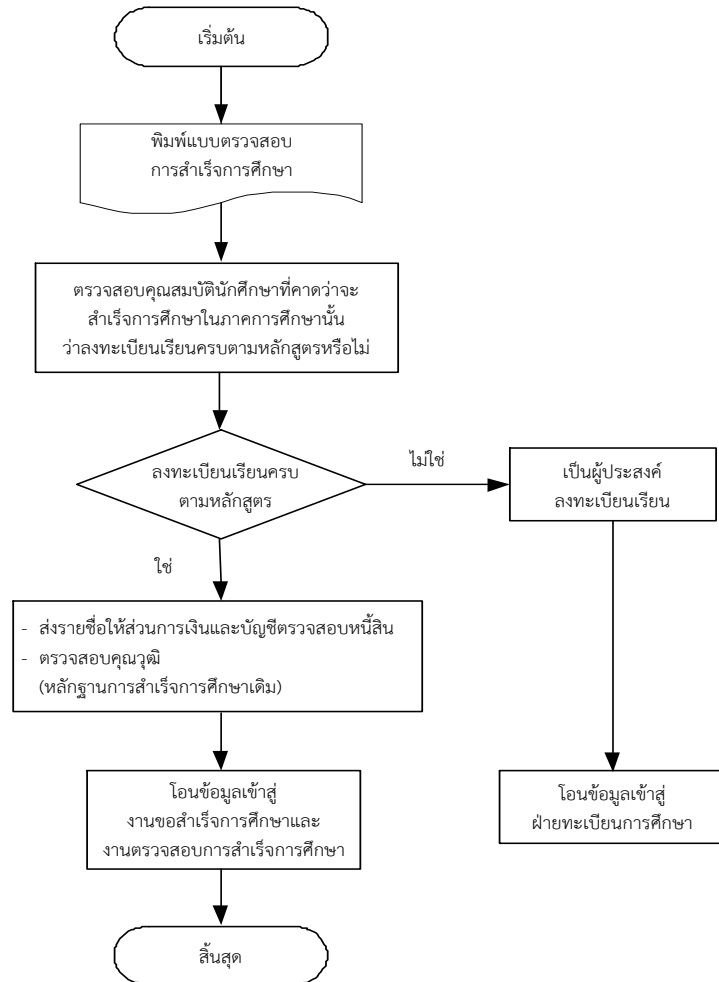 เริ่มต้น
พิมพ์แบบตรวจสอบ
การสำเร็จการศึกษา
ตรวจสอบคุณสมบัตินักศึกษาที่คาดว่าจะ
สำเร็จการศึกษาในภาคการศึกษานั้น
ว่าลงทะเบียนเรียนครบตามหลักสูตรหรือไม่
ลงทะเบียนเรียนครบ
ตามหลักสูตร
ไม่ใช่
เป็นผู้ประสงค์
ลงทะเบียนเรียน
ใช่
- ส่งรายชื่อให้ส่วนการเงินและบัญชีตรวจสอบหนี้สิน
- ตรวจสอบคุณวุฒิ
(หลักฐานการสำเร็จการศึกษาเดิม)
โอนข้อมูลเข้าสู่
งานขอสำเร็จการศึกษาและ
งานตรวจสอบการสำเร็จการศึกษา
โอนข้อมูลเข้าสู่
ฝ่ายทะเบียนการศึกษา
สิ้นสุด